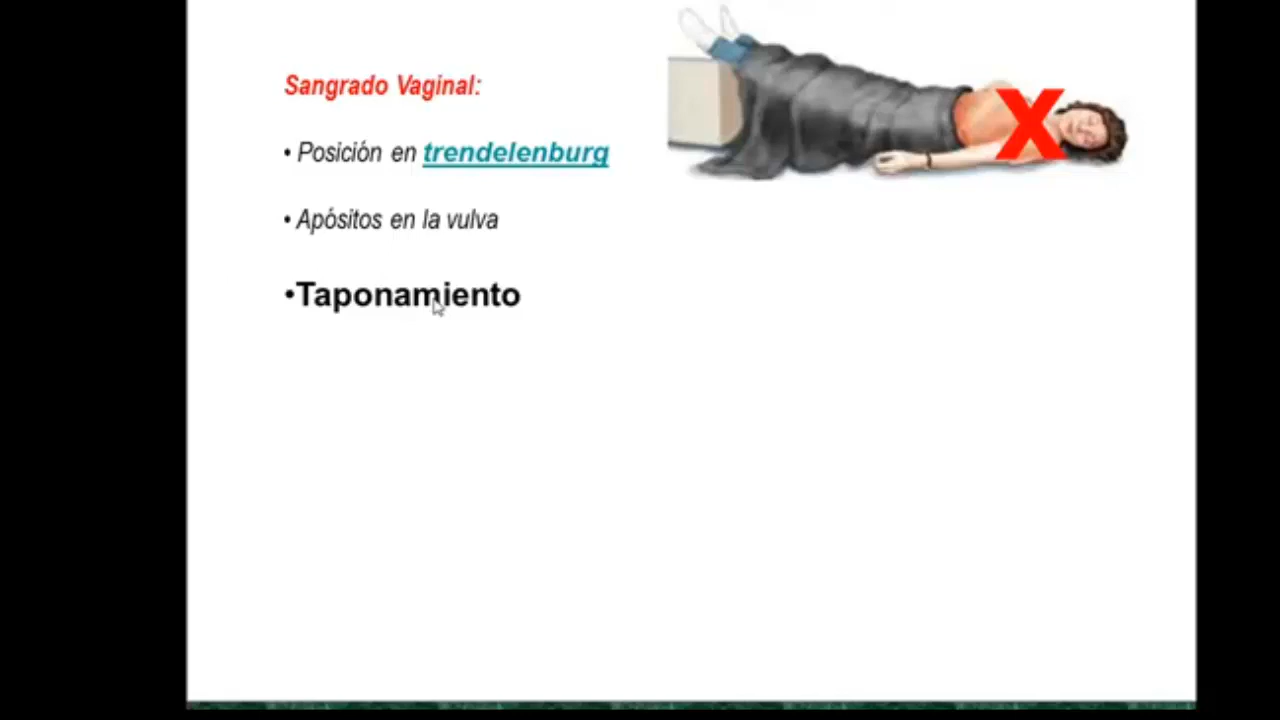 Sangrado Vaginal:
• Posición en trendelenburg
• Apósitos en la vulva
•Taponamiento
X